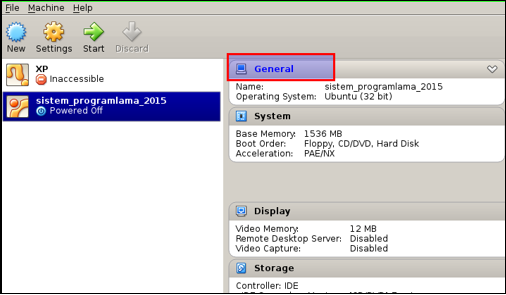 File Machine Help
New Settings Start Discard
XP
Inaccessible
sistem_programlama_2015
Powered Off
General
Name: sistem_programlama_2015
Operating System: Ubuntu (32 bit)
System
Base Memory: 1536 MB
Boot Order: Floppy, CD/DVD, Hard Disk
Acceleration: PAE/NX
Display
Video Memory: 12 MB
Remote Desktop Server: Disabled
Video Capture: Disabled
Storage
Controller: IDE